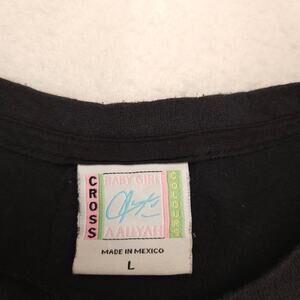 BABY GIRL
CROSS
COLOURS
AALIYAH
MADE IN MEXICO
L